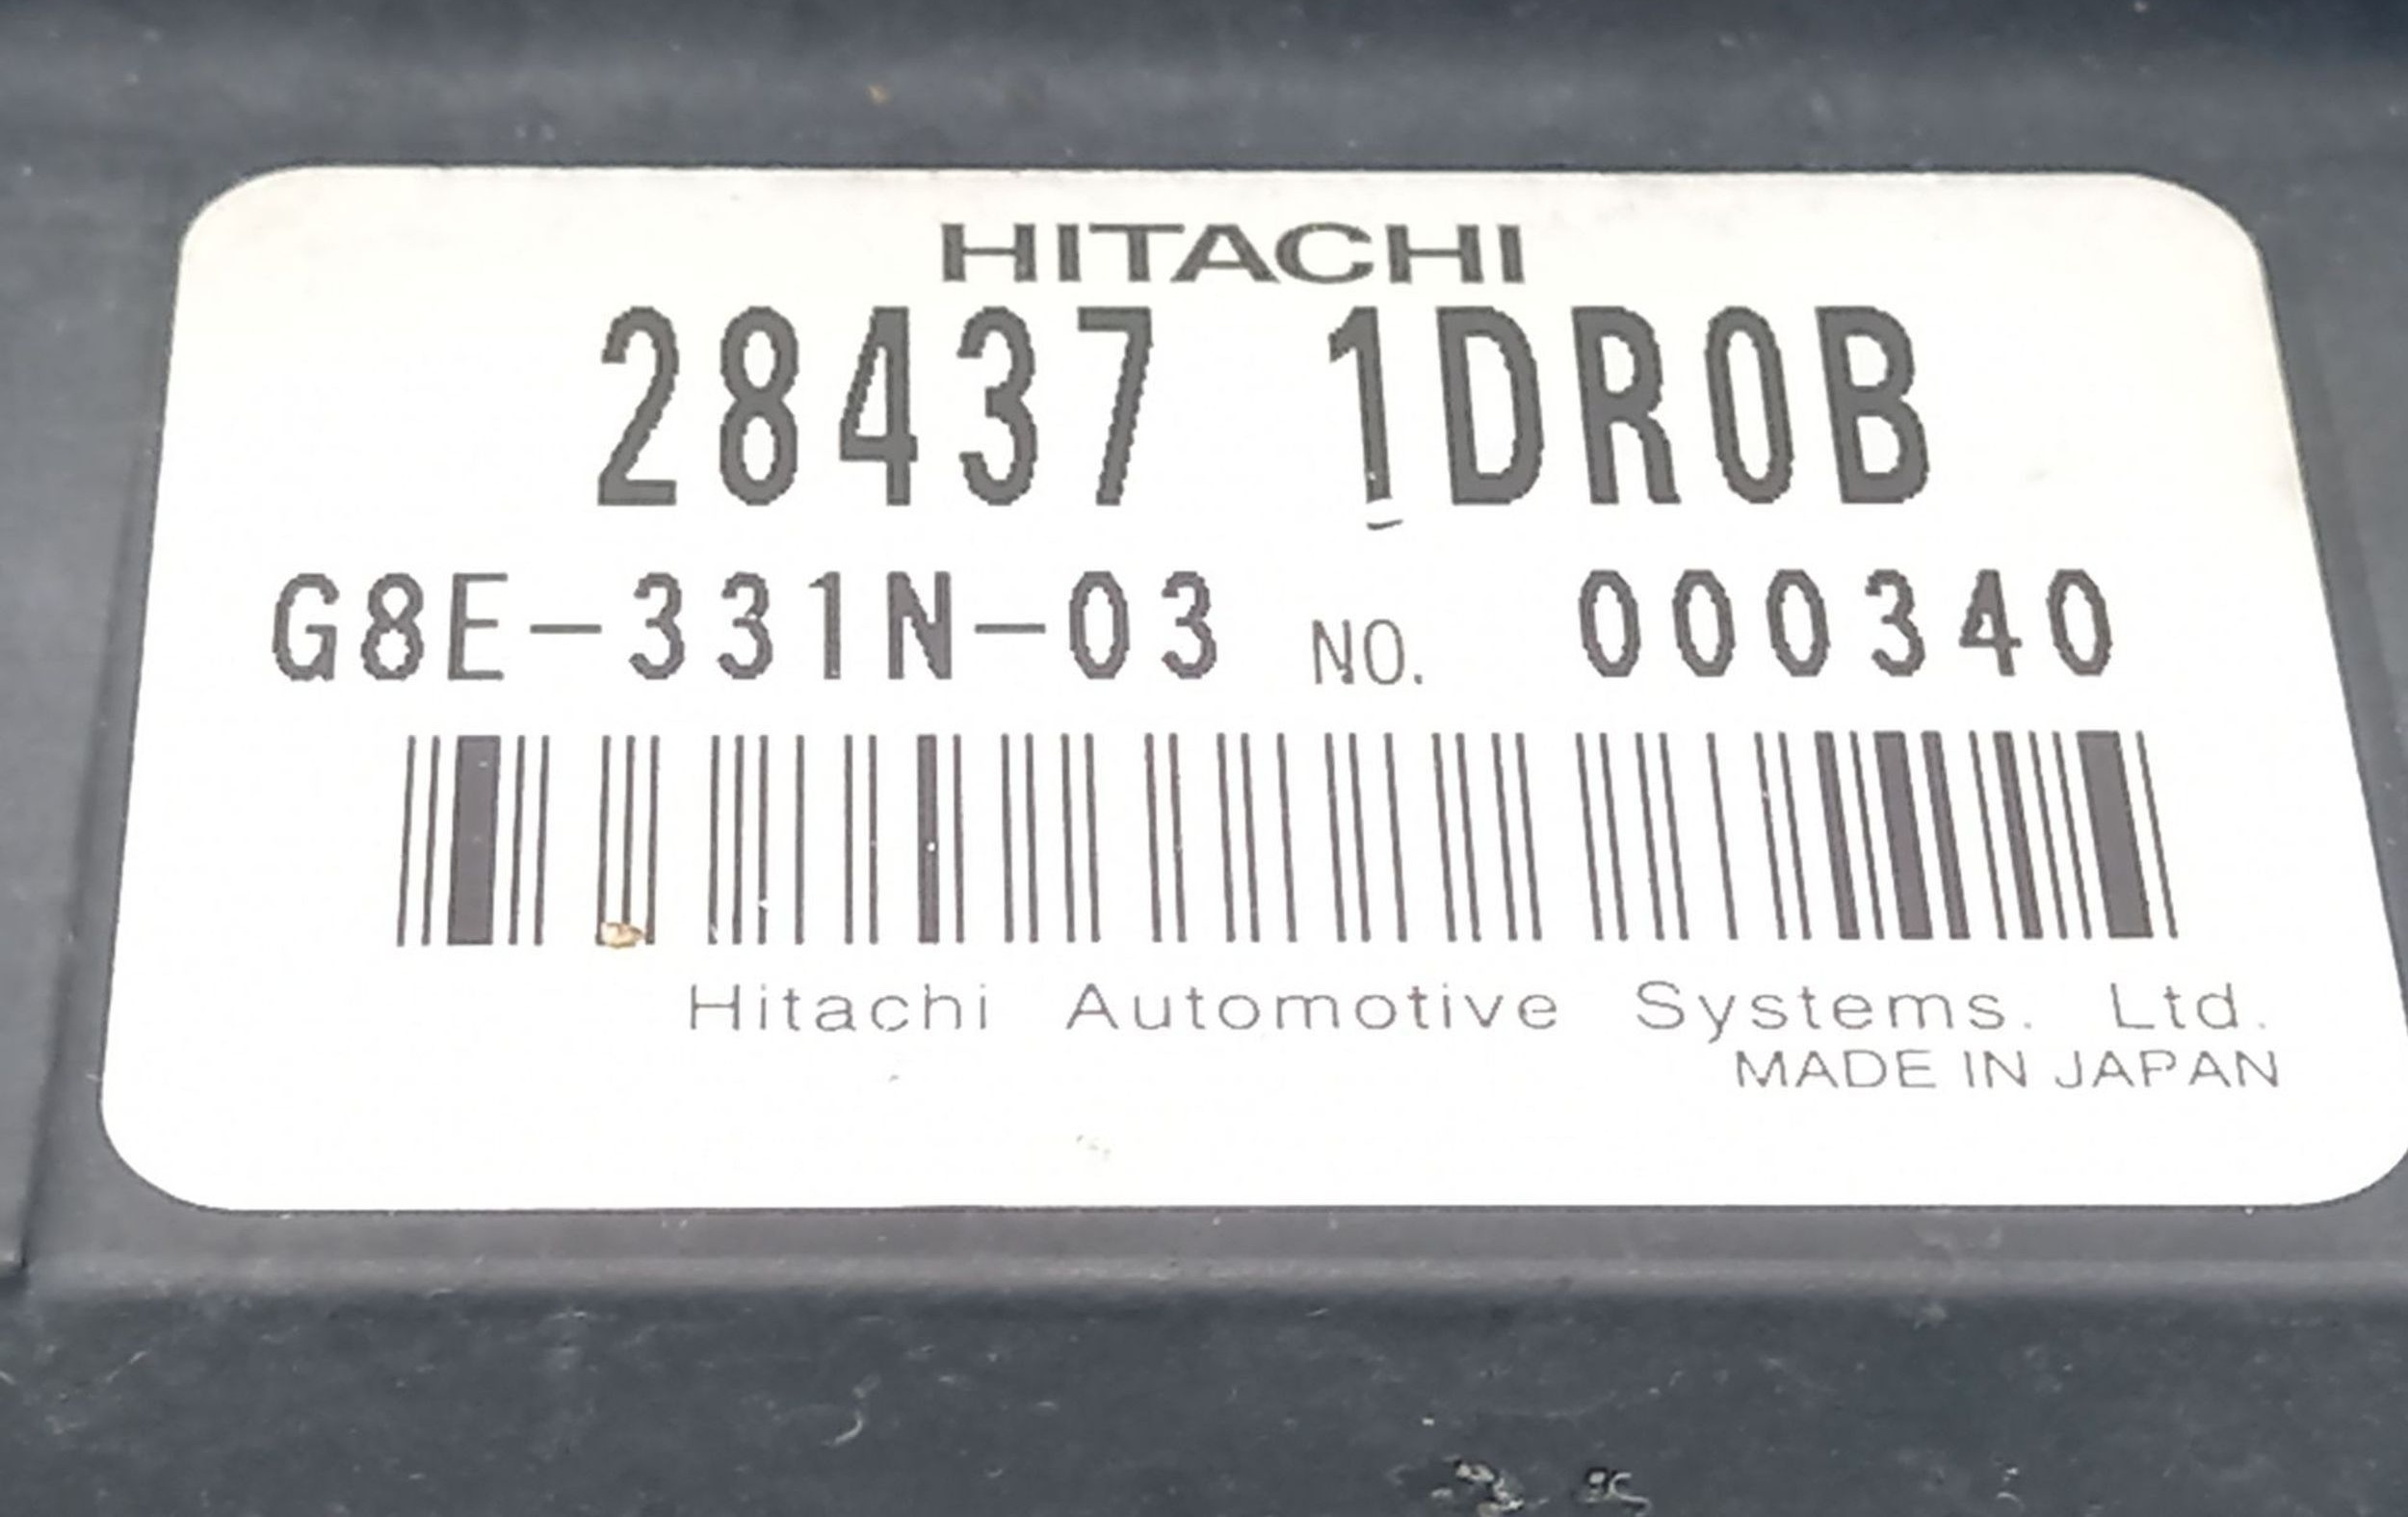 HITACHI
28437 1DR0B
G8E-331N-03 NO. 000340
Hitachi Automotive Systems. Ltd.
MADE IN JAPAN